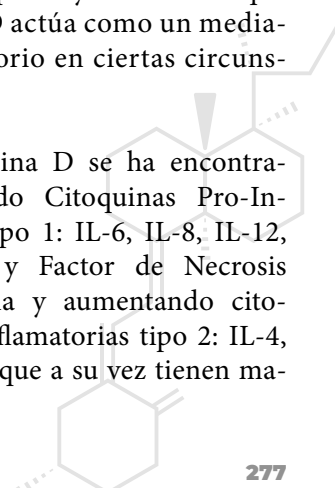 D actúa como un media-
orio en ciertas circuns-
ina D se ha encontra-
do Citoquinas Pro-In-
po 1: IL-6, IL-8, IL-12,
y Factor de Necrosis
a y aumentando cito-
flamatorias tipo 2: IL-4,
que a su vez tienen ma-
277